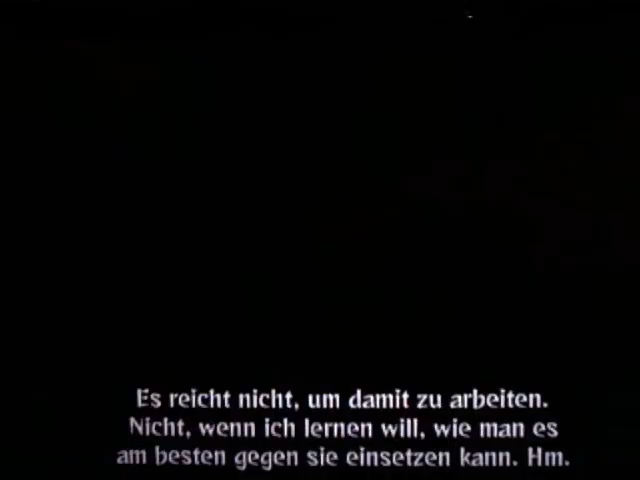 Es reicht nicht, um damit zu arbeiten.
Nicht, wenn ich lernen will, wie man es
am besten gegen sie einsetzen kann. Hm.